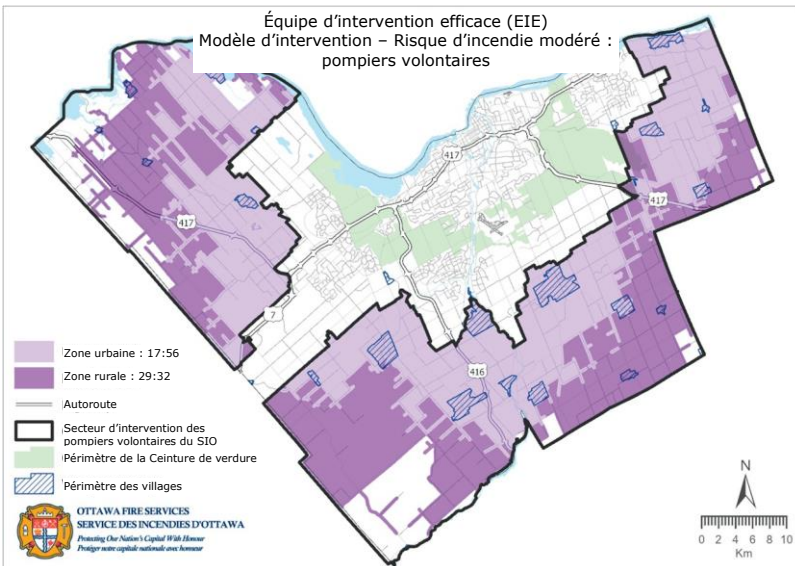 Équipe d'intervention efficace (EIE)
Modèle d'intervention – Risque d'incendie modéré :
pompiers volontaires
417
417
417
7
416
Zone urbaine : 17:56
Zone rurale : 29:32
Autoroute
Secteur d'intervention des
pompiers volontaires du SIO
Périmètre de la Ceinture de verdure
Périmètre des villages
OTTAWA FIRE SERVICES
SERVICE DES INCENDIES D'OTTAWA
Protecting Our Nation's Capital With Honour
Protéger notre capitale nationale avec honneur
N
0 2 4 6 8 10
Km